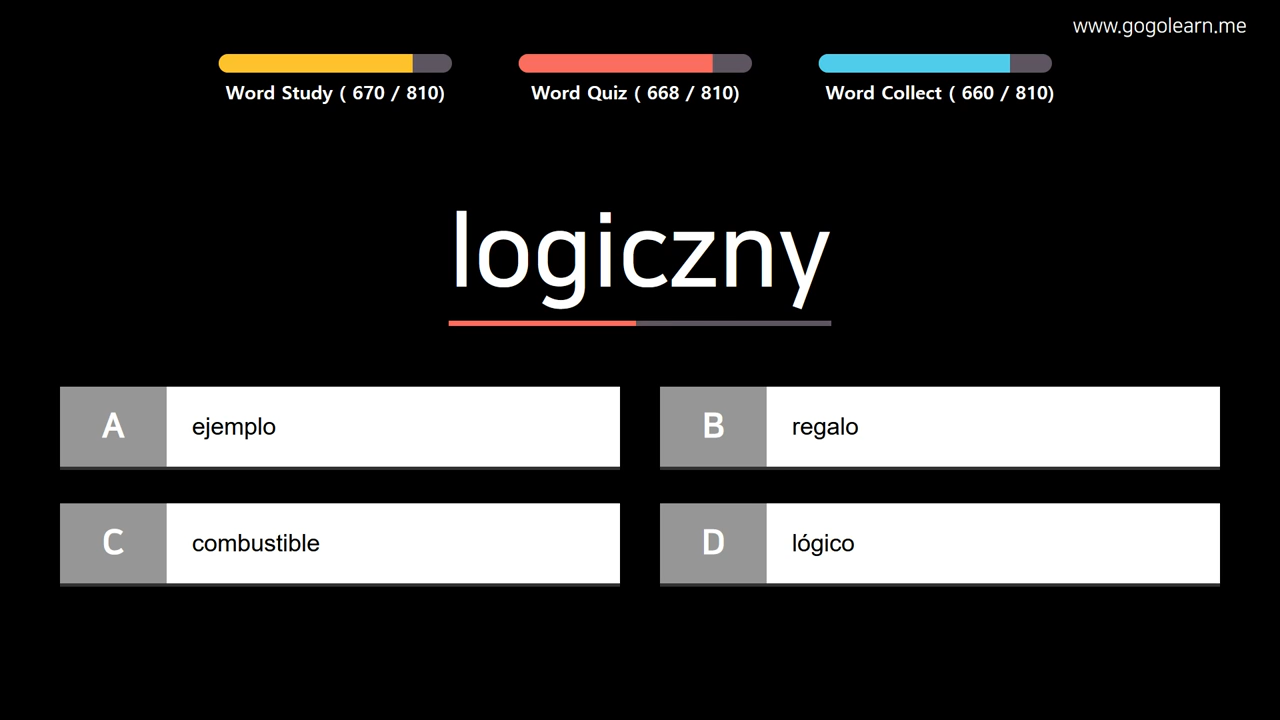 www.gogolearn.me
Word Study ( 670 / 810)
Word Quiz ( 668 / 810)
Word Collect ( 660 / 810)
logiczny
A
ejemplo
B
regalo
C
combustible
D
lógico